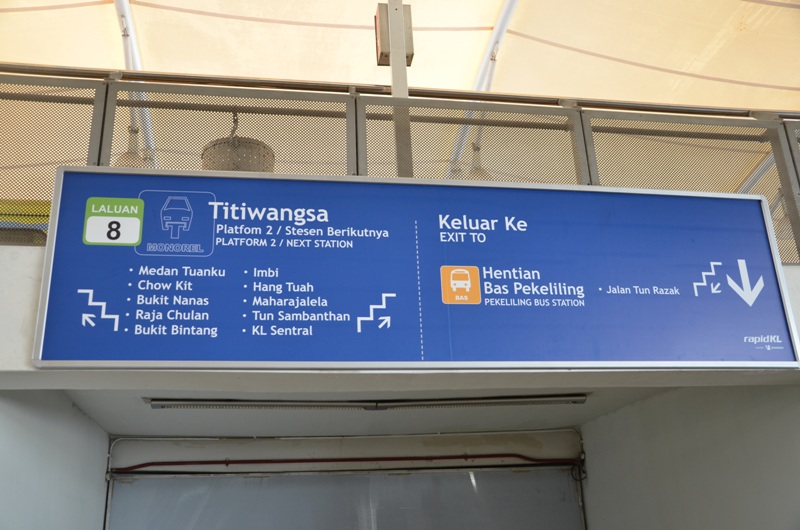 LALUAN
8
MONOREL
Titiwangsa
Platfom 2 / Stesen Berikutnya
PLATFORM 2 / NEXT STATION
• Medan Tuanku
• Chow Kit
• Bukit Nanas
• Raja Chulan
• Bukit Bintang
• Imbi
• Hang Tuah
• Maharajalela
• Tun Sambanthan
• KL Sentral
Keluar Ke
EXIT TO
BAS
Hentian
Bas Pekeliling
PEKELILING BUS STATION
• Jalan Tun Razak
rapidKL